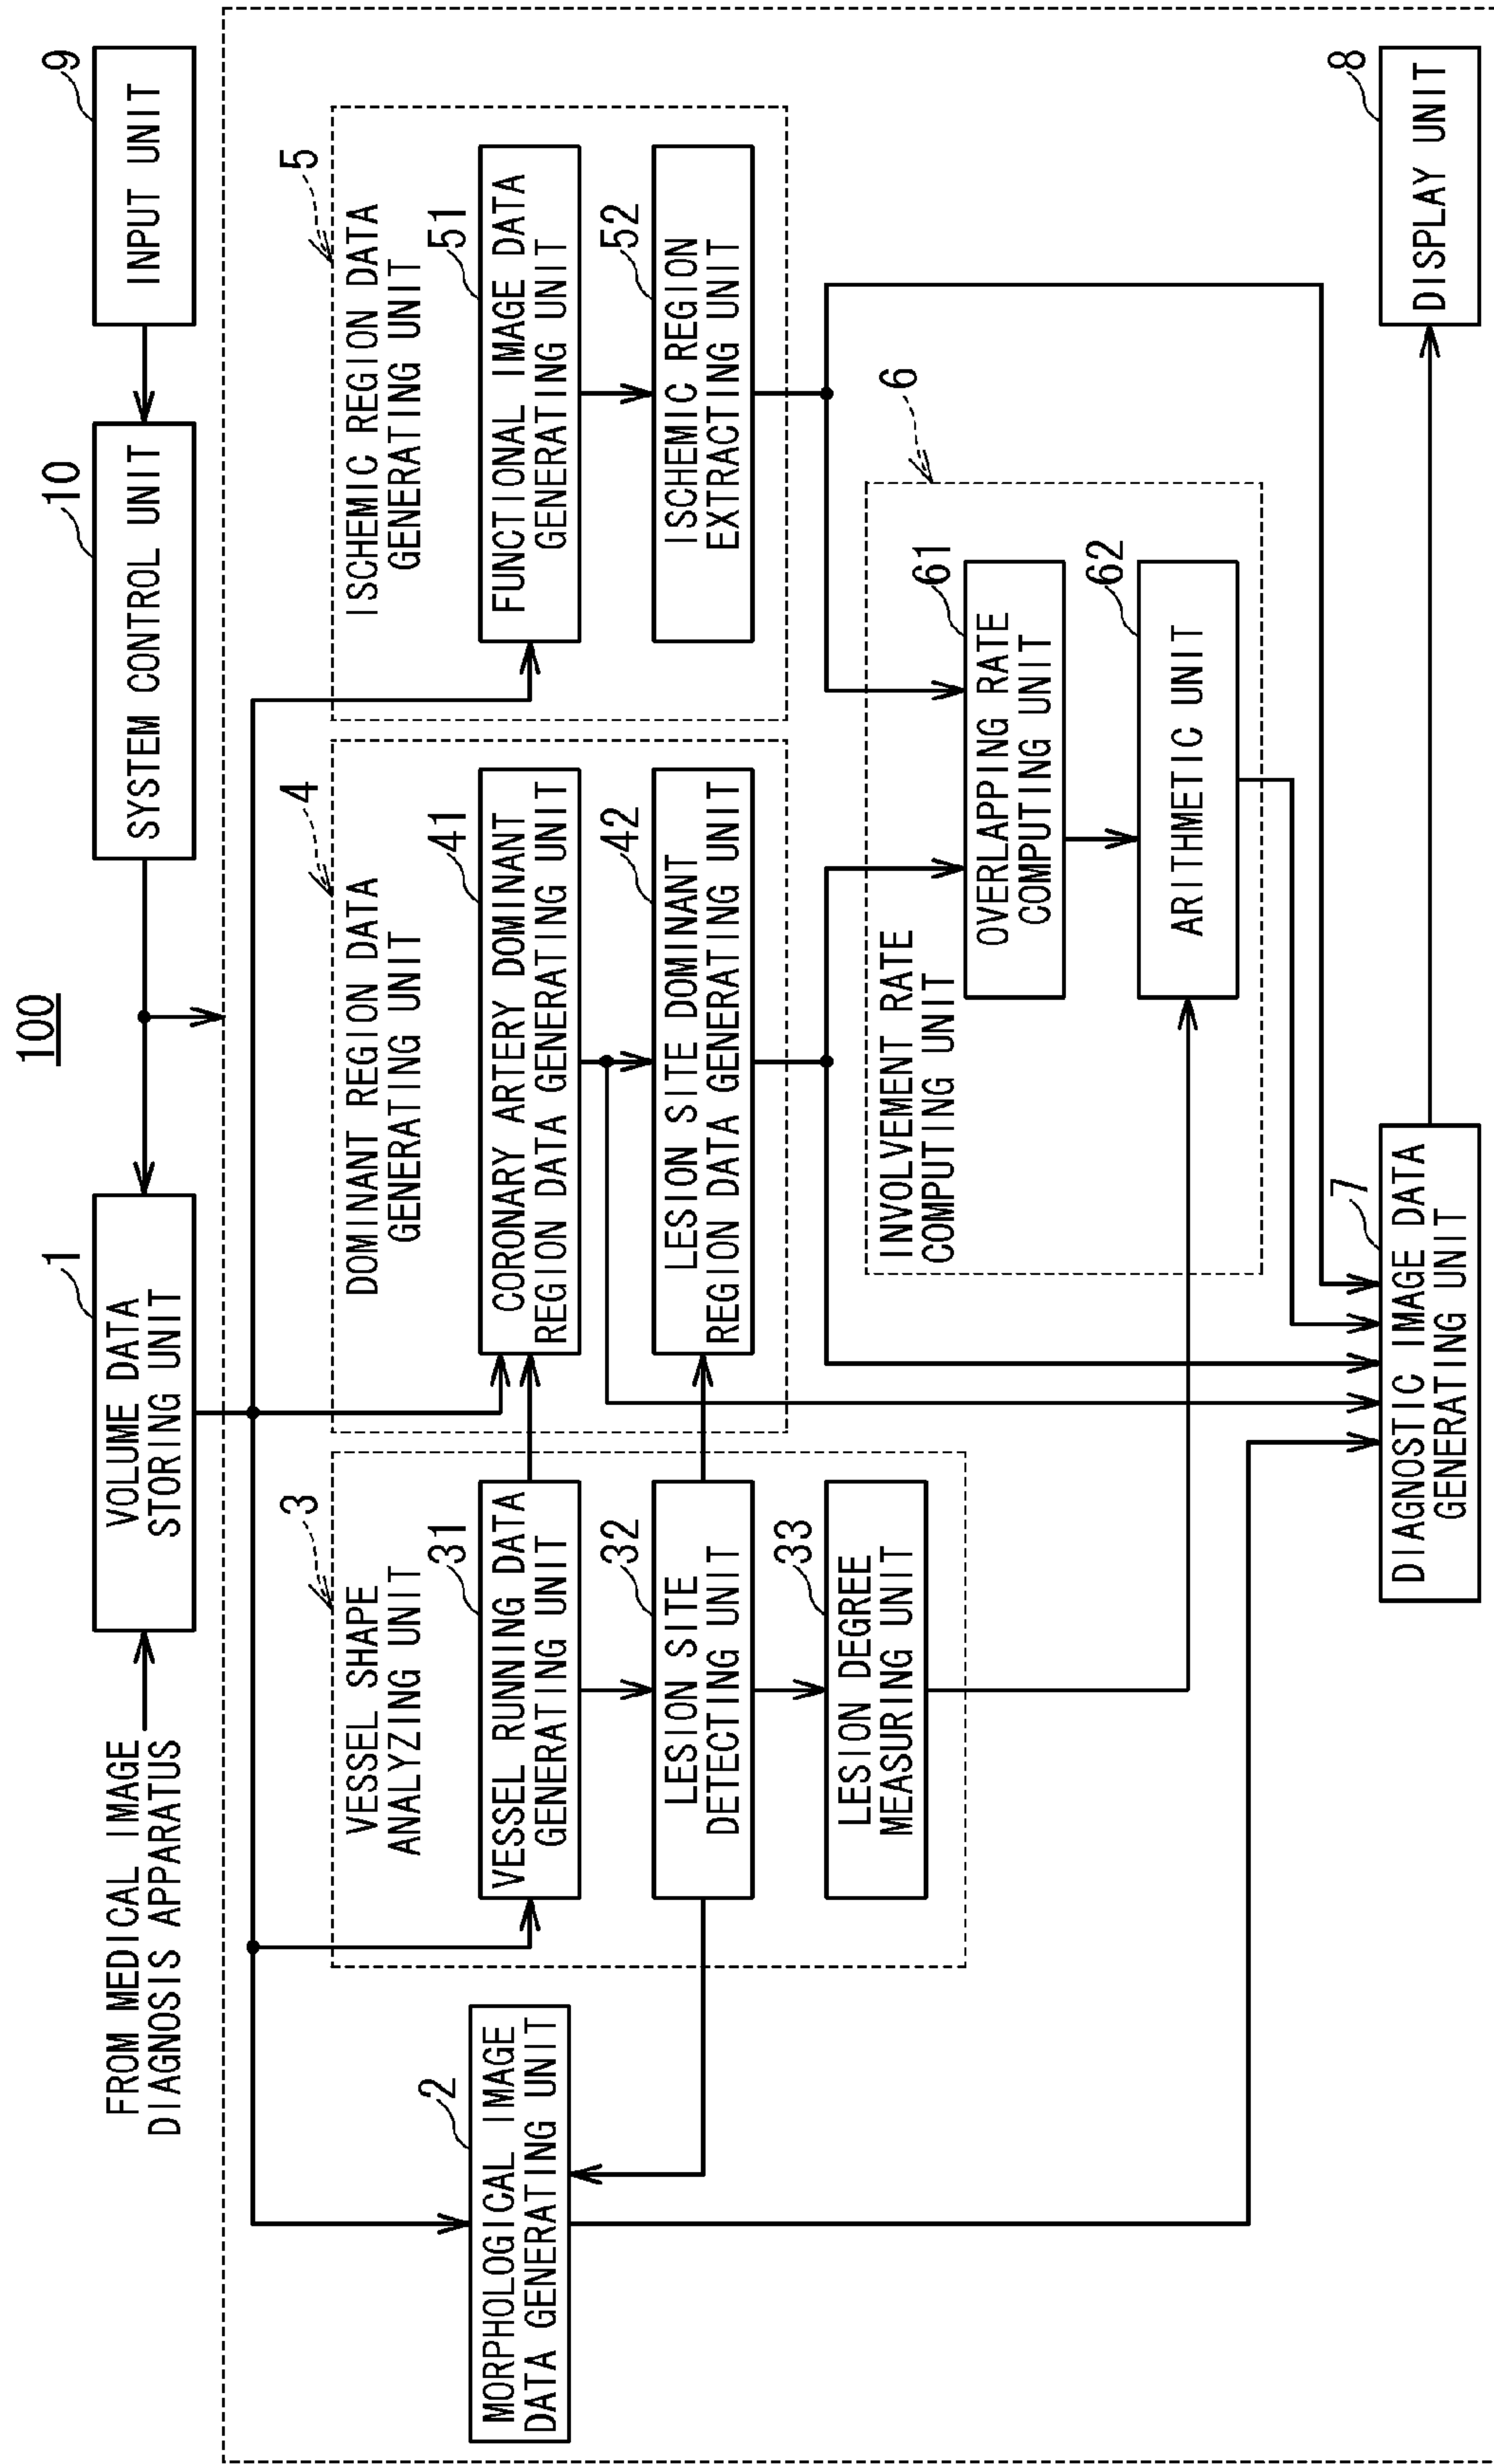 100
FROM MEDICAL IMAGE
DIAGNOSIS APPARATUS
1
VOLUME DATA
STORING UNIT
10
SYSTEM CONTROL UNIT
9
INPUT UNIT
2
MORPHOLOGICAL IMAGE
DATA GENERATING UNIT
3
VESSEL SHAPE
ANALYZING UNIT
31
VESSEL RUNNING DATA
GENERATING UNIT
32
LESION SITE
DETECTING UNIT
33
LESION DEGREE
MEASURING UNIT
4
DOMINANT REGION DATA
GENERATING UNIT
41
CORONARY ARTERY DOMINANT
REGION DATA GENERATING UNIT
42
LESION SITE DOMINANT
REGION DATA GENERATING UNIT
5
ISCHEMIC REGION DATA
GENERATING UNIT
51
FUNCTIONAL IMAGE DATA
GENERATING UNIT
52
ISCHEMIC REGION
EXTRACTING UNIT
6
INVOLVEMENT RATE
COMPUTING UNIT
61
OVERLAPPING RATE
COMPUTING UNIT
62
ARITHMETIC UNIT
7
DIAGNOSTIC IMAGE DATA
GENERATING UNIT
8
DISPLAY UNIT